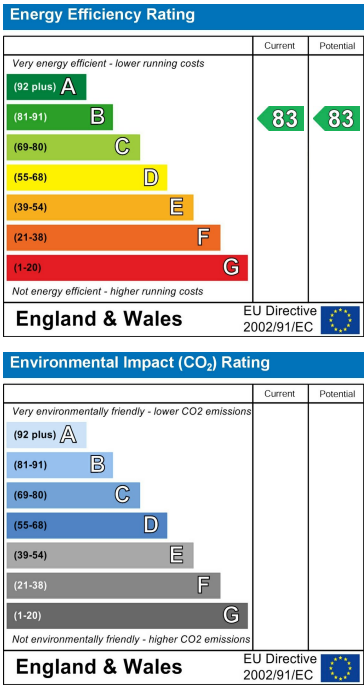 Energy Efficiency Rating
Current Potential
Very energy efficient - lower running costs
(92 plus) A
(81-91) B 83 83
(69-80) C
(55-68) D
(39-54) E
(21-38) F
(1-20) G
Not energy efficient - higher running costs
England & Wales
EU Directive
2002/91/EC
Environmental Impact (CO₂) Rating
Current Potential
Very environmentally friendly - lower CO2 emissions
(92 plus) A
(81-91) B
(69-80) C
(55-68) D
(39-54) E
(21-38) F
(1-20) G
Not environmentally friendly - higher CO2 emissions
England & Wales
EU Directive
2002/91/EC